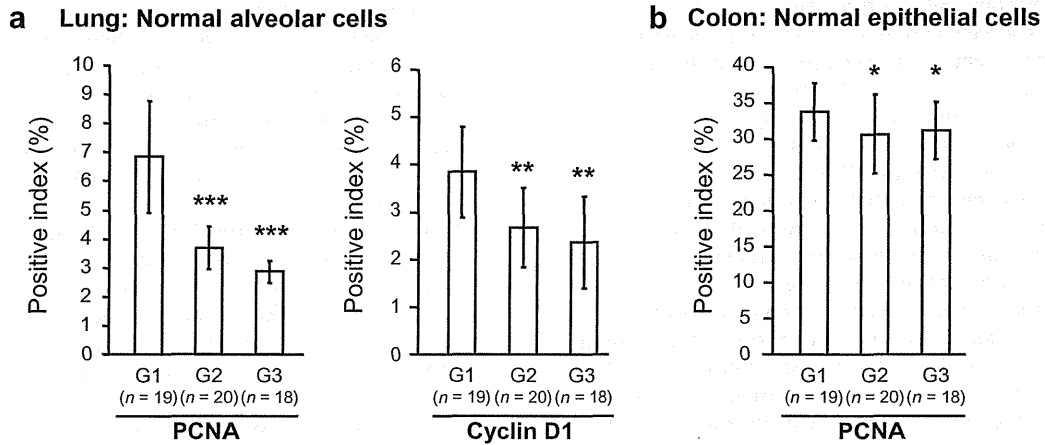 a Lung: Normal alveolar cells
Positive index (%)
10
9
8
7
6
5
4
3
2
1
0
***
***
G1 G2 G3
(n = 19) (n = 20) (n = 18)
PCNA
Positive index (%)
6
5
4
3
2
1
0
**
**
G1 G2 G3
(n = 19) (n = 20) (n = 18)
Cyclin D1
b Colon: Normal epithelial cells
Positive index (%)
40
35
30
25
20
15
10
5
0
* *
G1 G2 G3
(n = 19) (n = 20) (n = 18)
PCNA